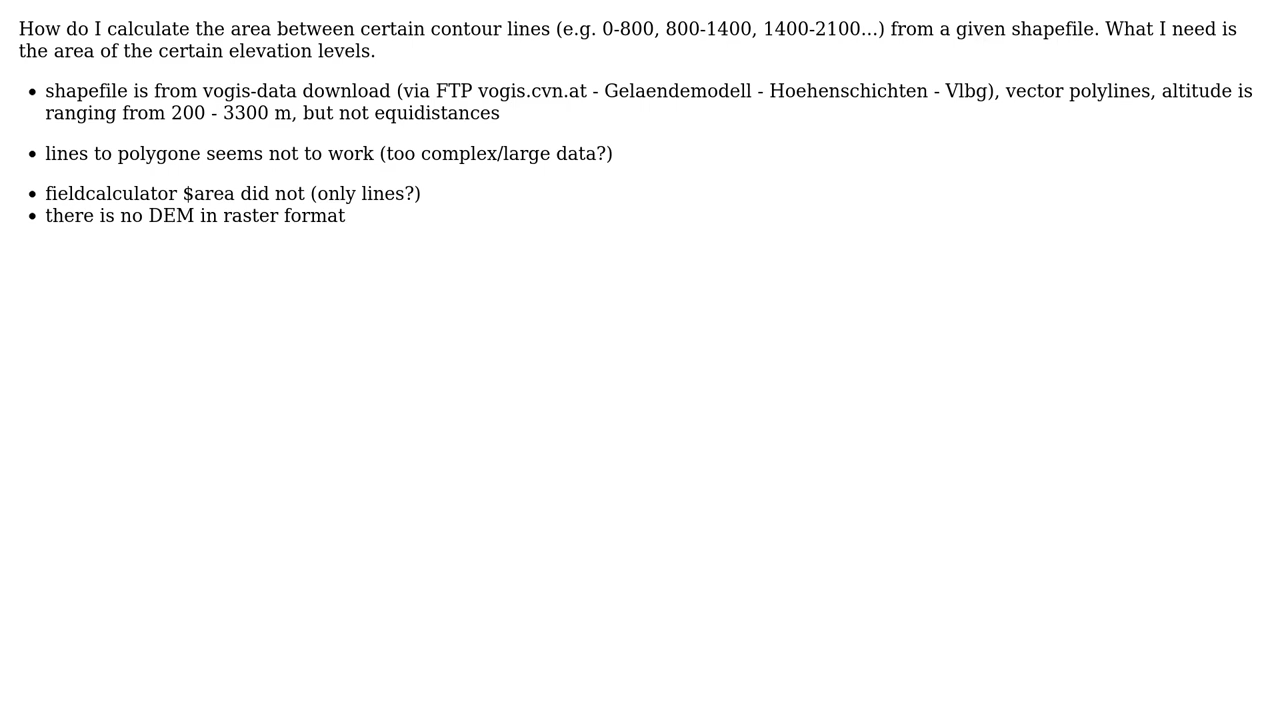 How do I calculate the area between certain contour lines (e.g. 0-800, 800-1400, 1400-2100...) from a given shapefile. What I need is
the area of the certain elevation levels.
• shapefile is from vogis-data download (via FTP vogis.cvn.at - Gelaendemodell - Hoehenschichten - Vlbg), vector polylines, altitude is
ranging from 200 - 3300 m, but not equidistances
• lines to polygone seems not to work (too complex/large data?)
• fieldcalculator $area did not (only lines?)
• there is no DEM in raster format